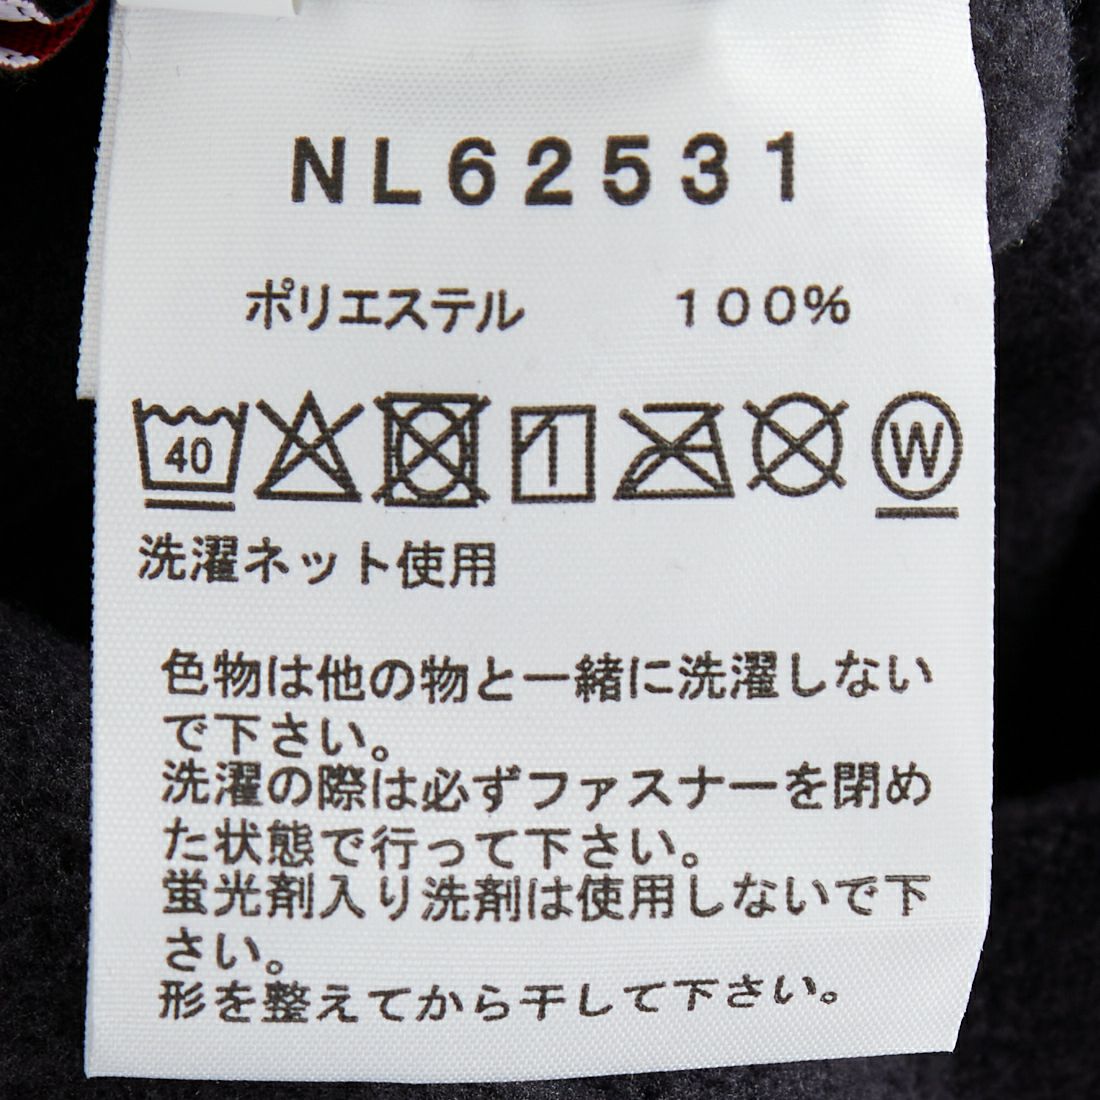 NL62531
ポリエステル 100%
40 W
洗濯ネット使用
色物は他の物と一緒に洗濯しない
で下さい。
洗濯の際は必ずファスナーを閉め
た状態で行って下さい。
蛍光剤入り洗剤は使用しないで下
さい。
形を整えてから干して下さい。